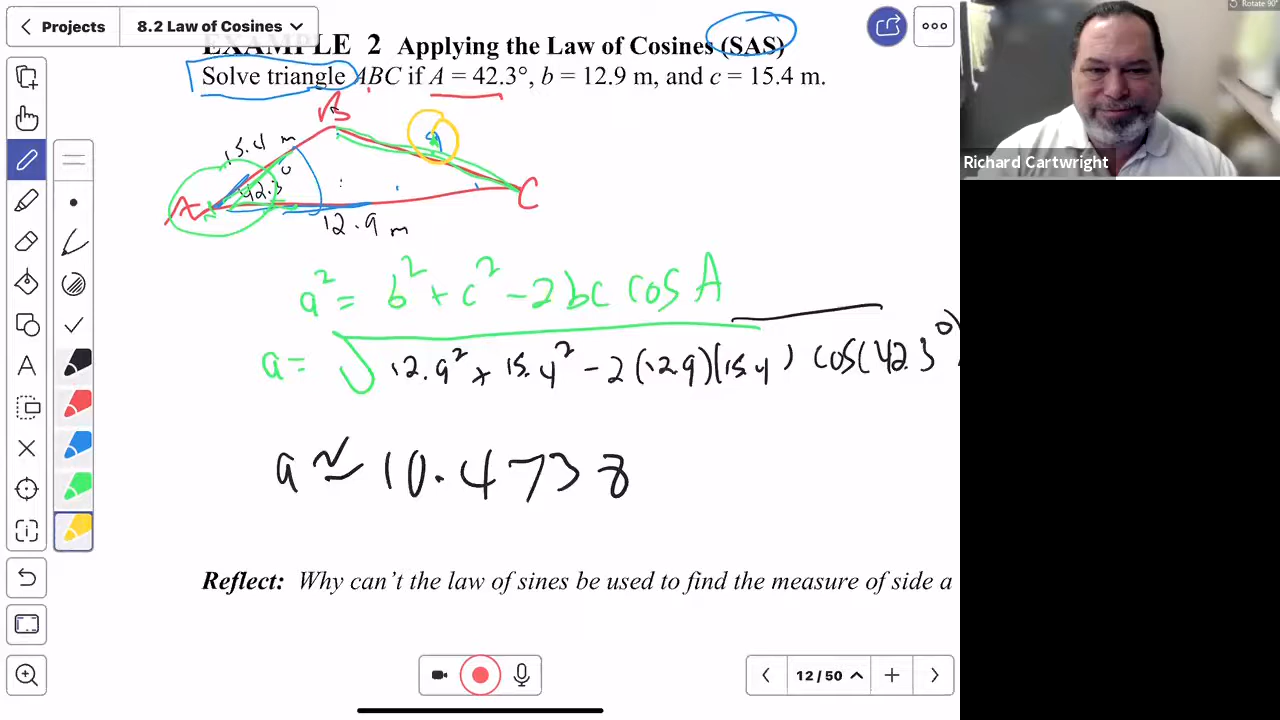 Projects 8.2 Law of Cosines
Rotate 90°
EXAMPLE 2 Applying the Law of Cosines (SAS)
Solve triangle ABC if A = 42.3°, b = 12.9 m, and c = 15.4 m.
B
15.4 m
a
42.3°
A
C
12.9 m
Richard Cartwright
a² = b² + c² - 2bc cos A
a = √ 12.9² + 15.4² - 2(12.9)(15.4) cos(42.3°)
A
a ≈ 10.4738
Reflect: Why can't the law of sines be used to find the measure of side a
12/50